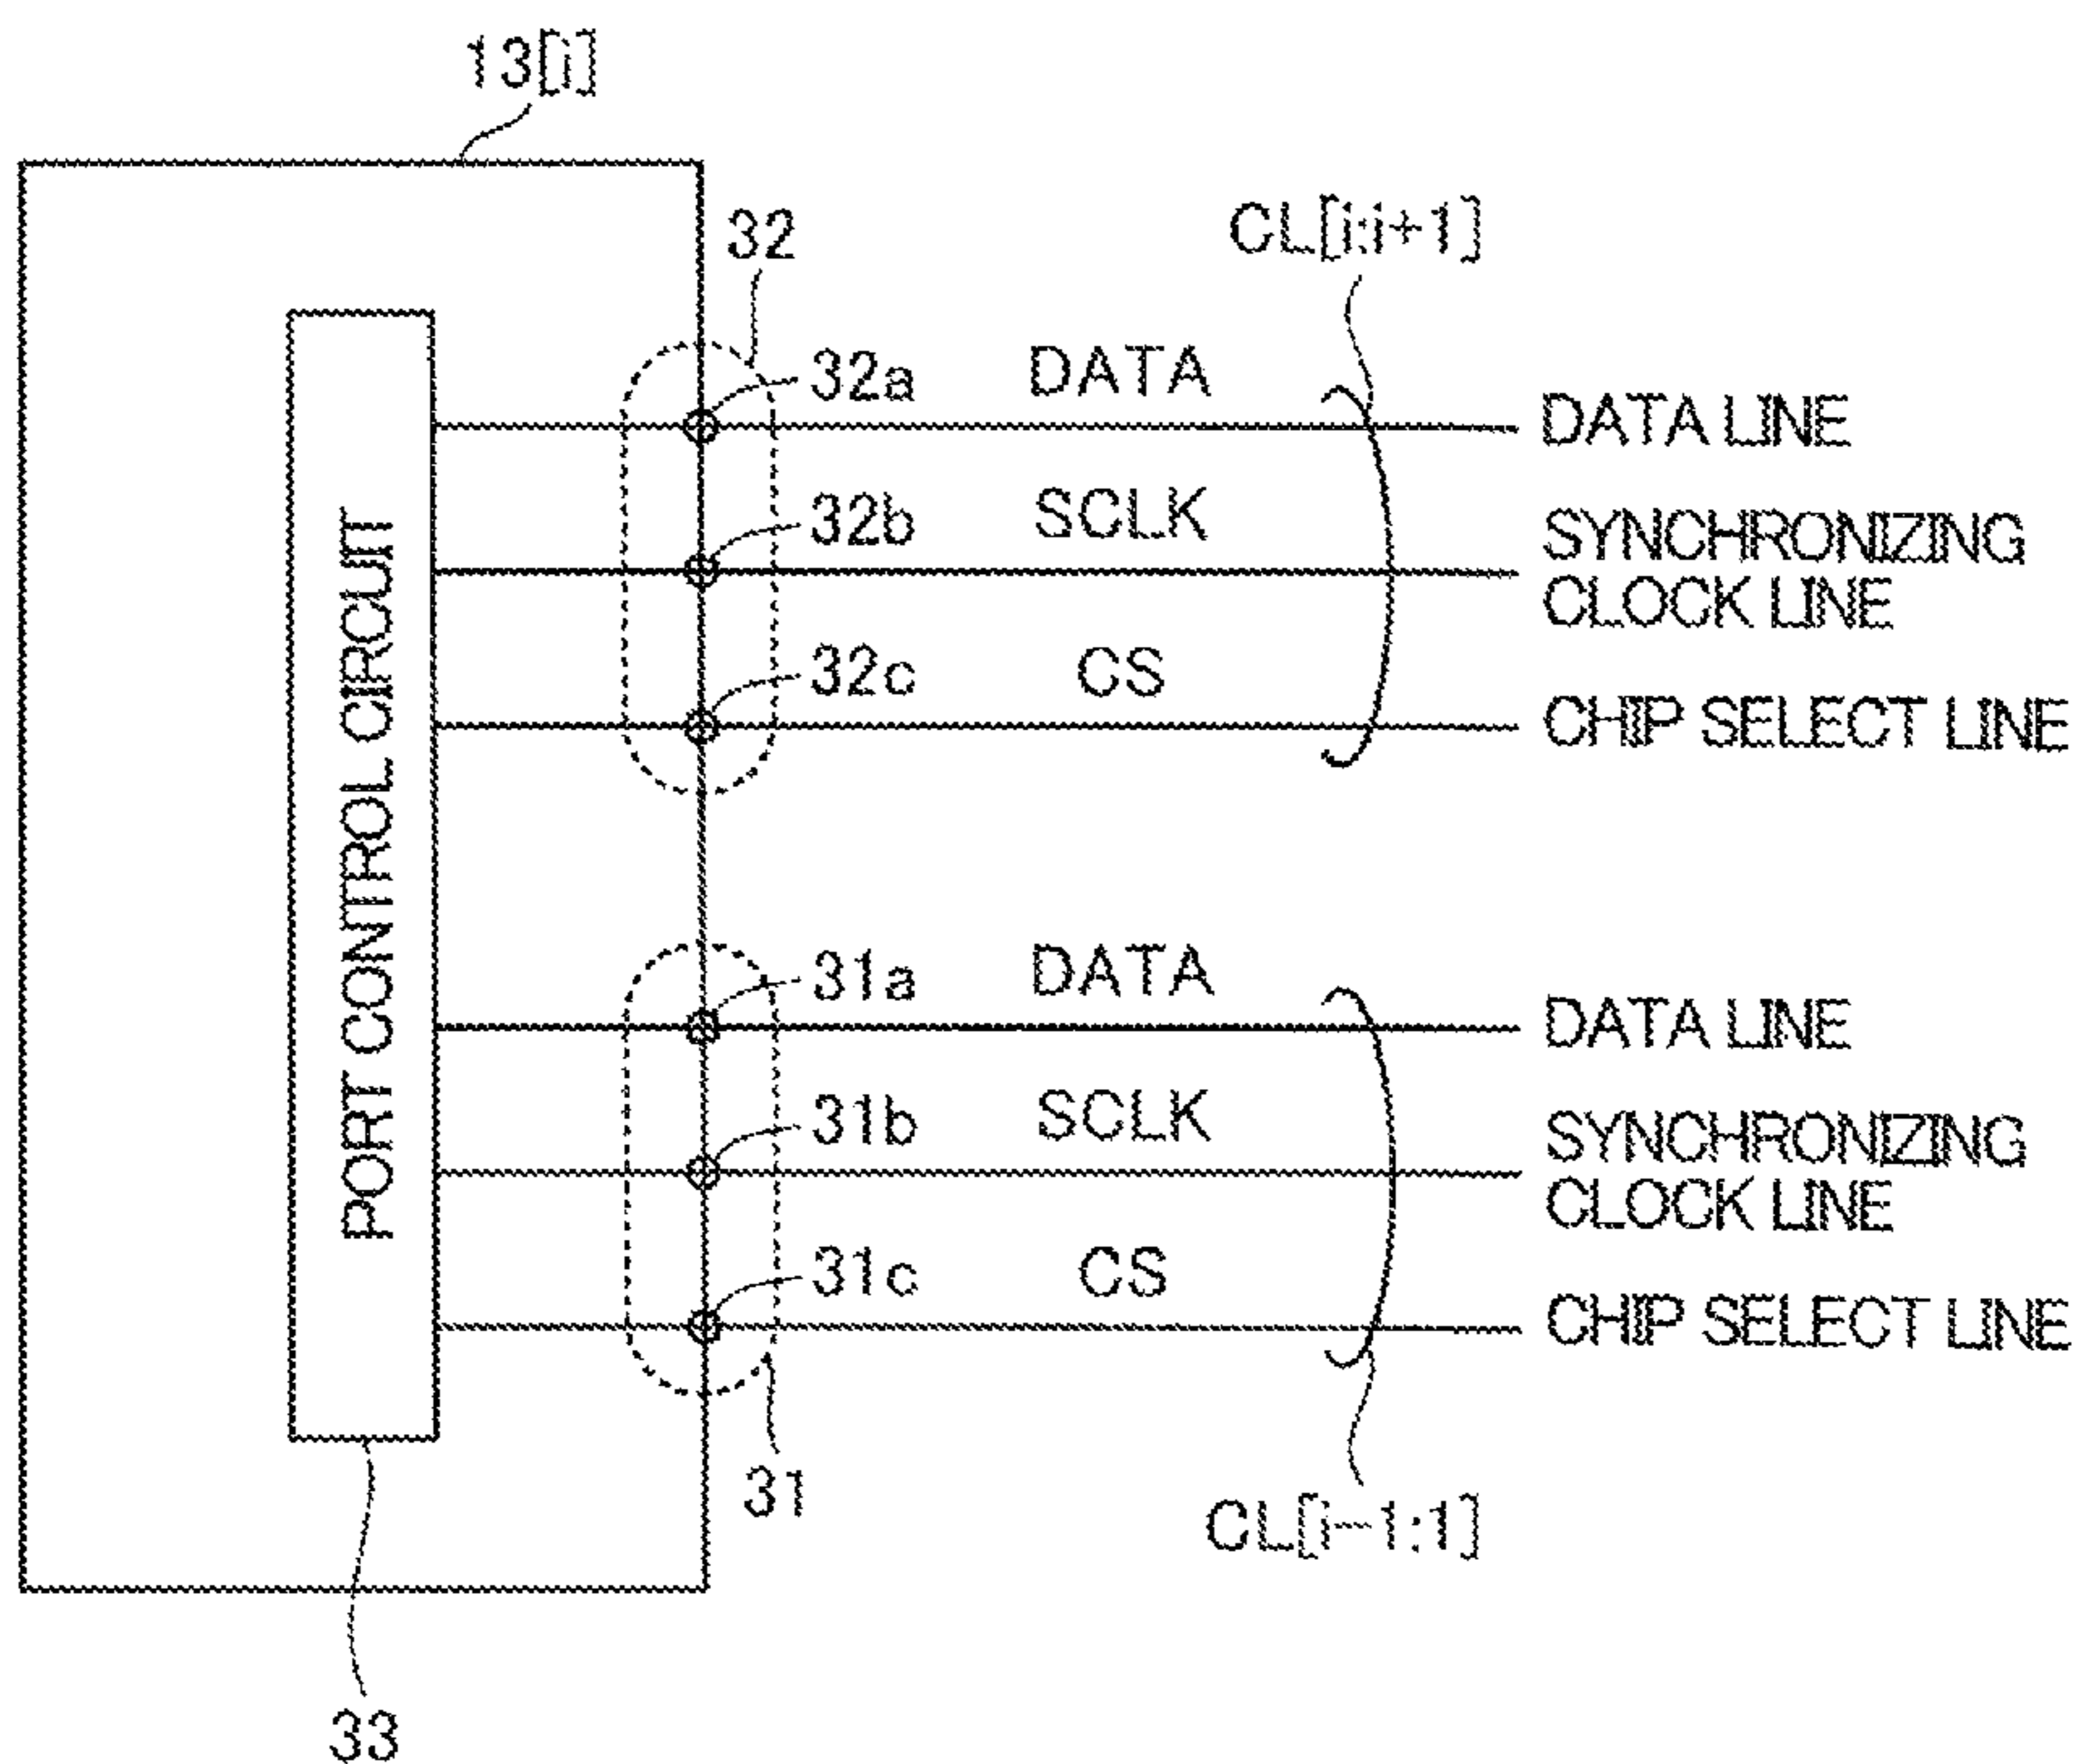 13[i]
32
CL[i:i+1]
32a
DATA
DATA LINE
32b
SCLK
SYNCHRONIZING
CLOCK LINE
32c
CS
CHIP SELECT LINE
PORT CONTROL CIRCUIT
31a
DATA
DATA LINE
31b
SCLK
SYNCHRONIZING
CLOCK LINE
31c
CS
CHIP SELECT LINE
31
CL[i-1:1]
33